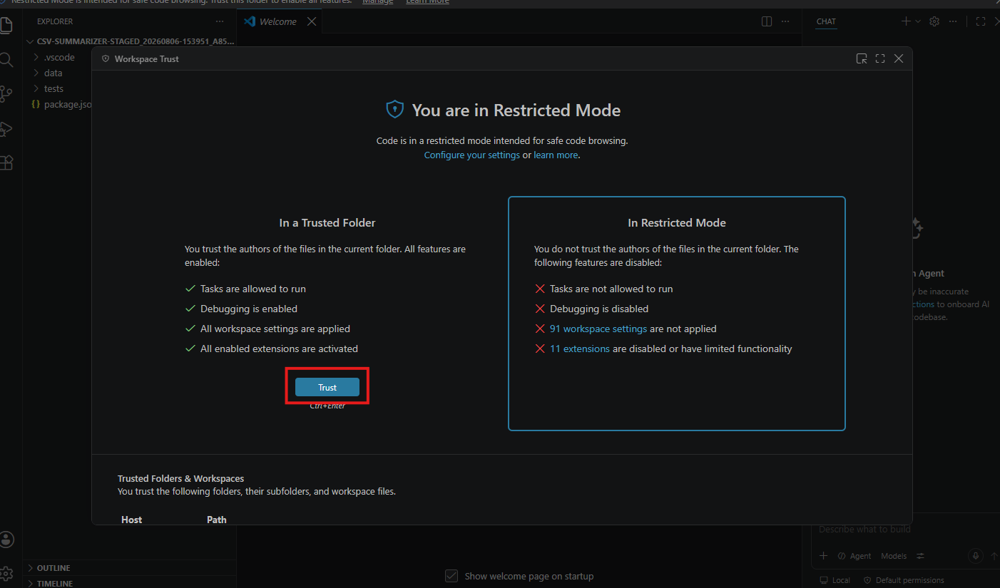 Restricted Mode is intended for safe code browsing. Trust this folder to enable all features. Manage Learn More
EXPLORER
Welcome
CHAT
CSV-SUMMARIZER-STAGED_20260806-153951_A85...
.vscode
data
tests
package.jso
Workspace Trust
You are in Restricted Mode
Code is in a restricted mode intended for safe code browsing.
Configure your settings or learn more.
In a Trusted Folder
You trust the authors of the files in the current folder. All features are
enabled:
Tasks are allowed to run
Debugging is enabled
All workspace settings are applied
All enabled extensions are activated
Trust
Ctrl+Enter
In Restricted Mode
You do not trust the authors of the files in the current folder. The
following features are disabled:
Tasks are not allowed to run
Debugging is disabled
91 workspace settings are not applied
11 extensions are disabled or have limited functionality
Agent
y be inaccurate
ctions to onboard AI
codebase.
Trusted Folders & Workspaces
You trust the following folders, their subfolders, and workspace files.
Host Path
Describe what to build
Agent Models
Local Default permissions
OUTLINE
TIMELINE
Show welcome page on startup